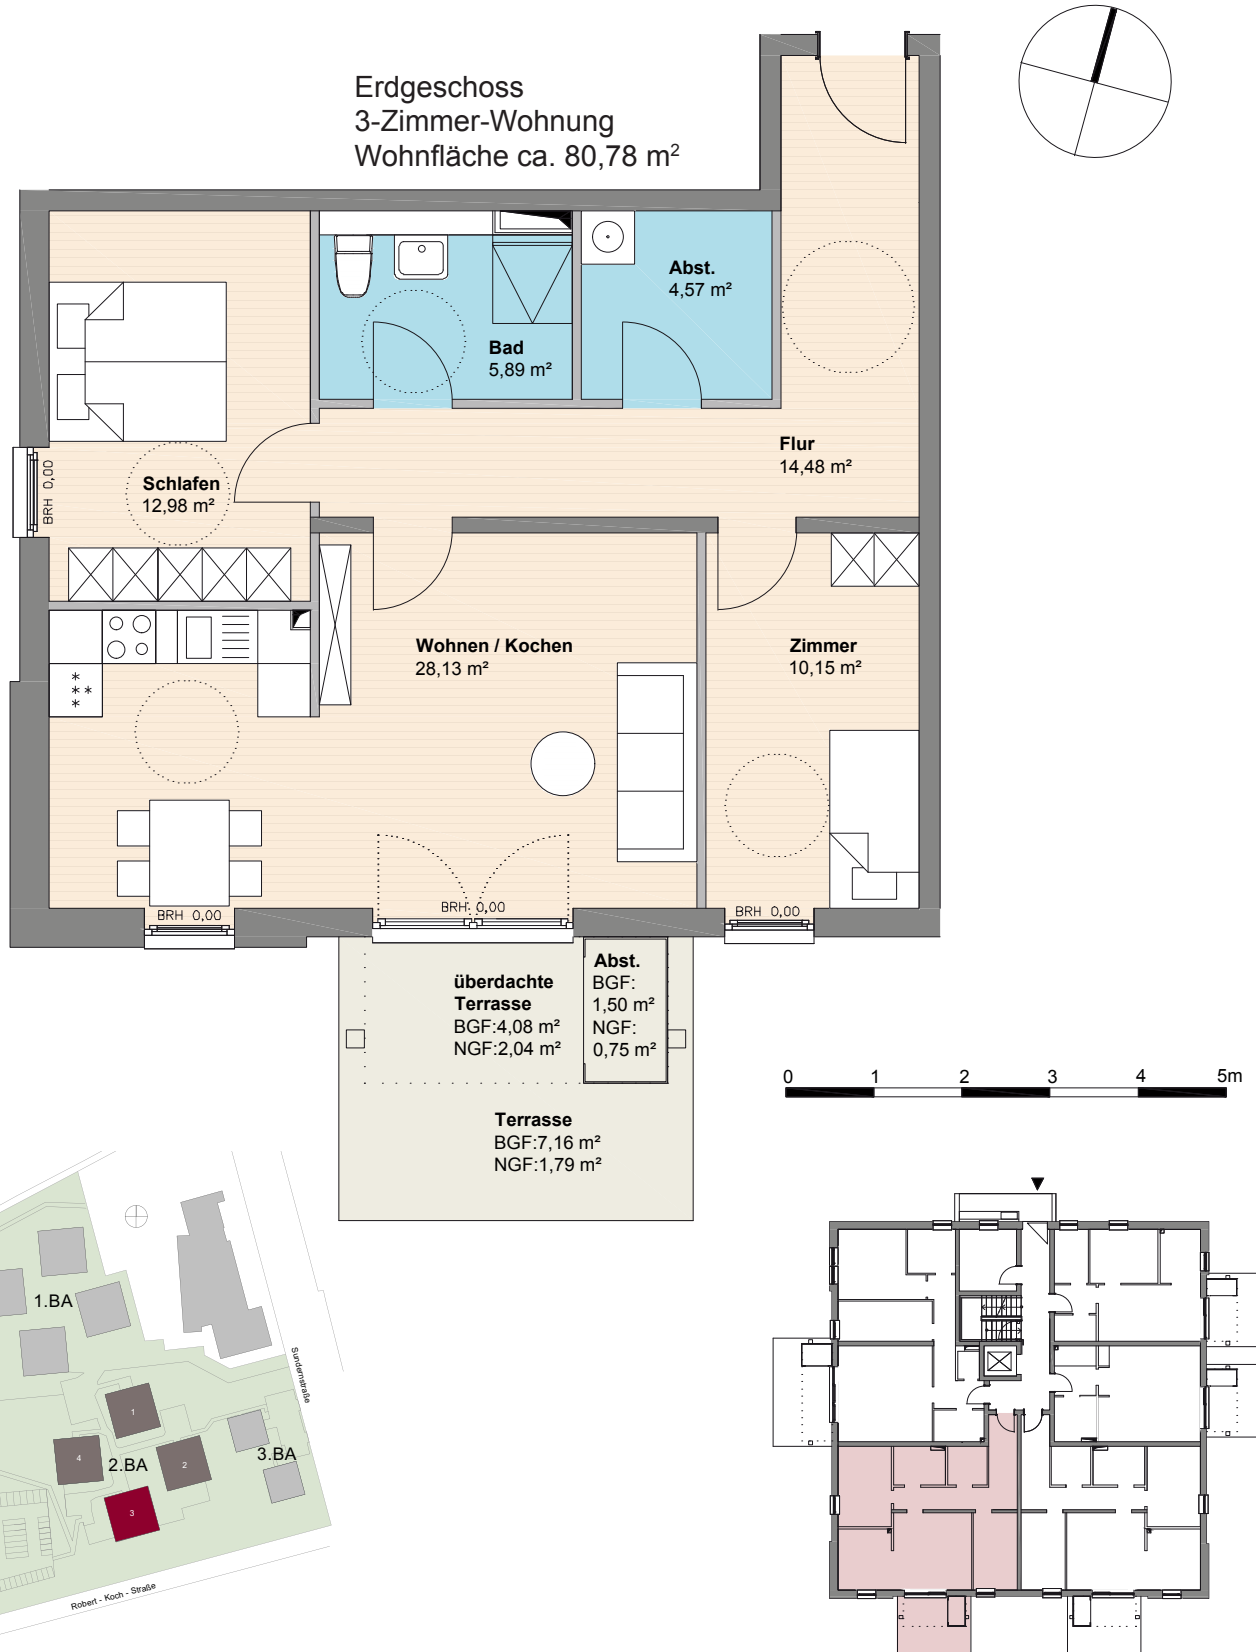 Erdgeschoss
3-Zimmer-Wohnung
Wohnfläche ca. 80,78 m²
Abst.
4,57 m²
Bad
5,89 m²
Flur
14,48 m²
BRH 0,00
Schlafen
12,98 m²
Wohnen / Kochen
28,13 m²
Zimmer
10,15 m²
BRH 0,00
BRH 0,00
BRH 0,00
überdachte
Terrasse
BGF:4,08 m²
NGF:2,04 m²
Abst.
BGF:
1,50 m²
NGF:
0,75 m²
Terrasse
BGF:7,16 m²
NGF:1,79 m²
0 1 2 3 4 5m
1.BA
Sundernstraße
1
4
2.BA
2
3.BA
3
Robert - Koch - Straße